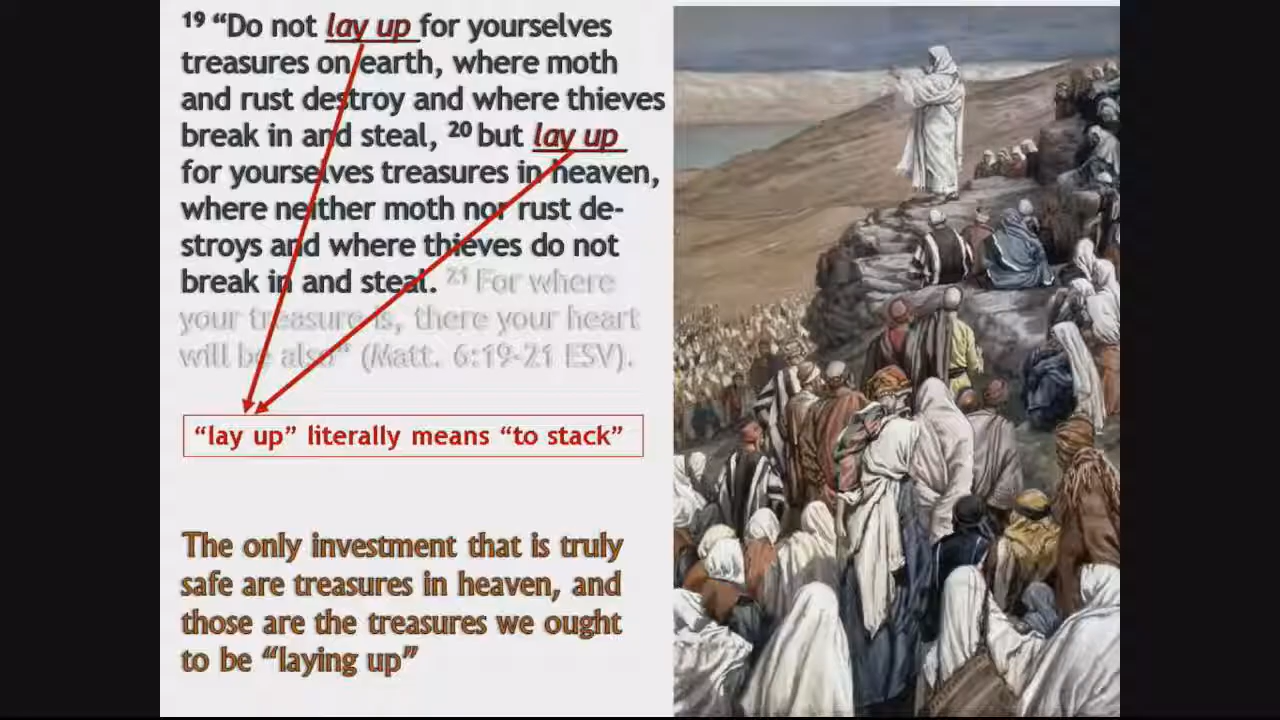 19 “Do not lay up for yourselves
treasures on earth, where moth
and rust destroy and where thieves
break in and steal, 20 but lay up
for yourselves treasures in heaven,
where neither moth nor rust de-
stroys and where thieves do not
break in and steal. 21 For where
your treasure is, there your heart
will be also” (Matt. 6:19-21 ESV).
“lay up” literally means “to stack”
The only investment that is truly
safe are treasures in heaven, and
those are the treasures we ought
to be “laying up”